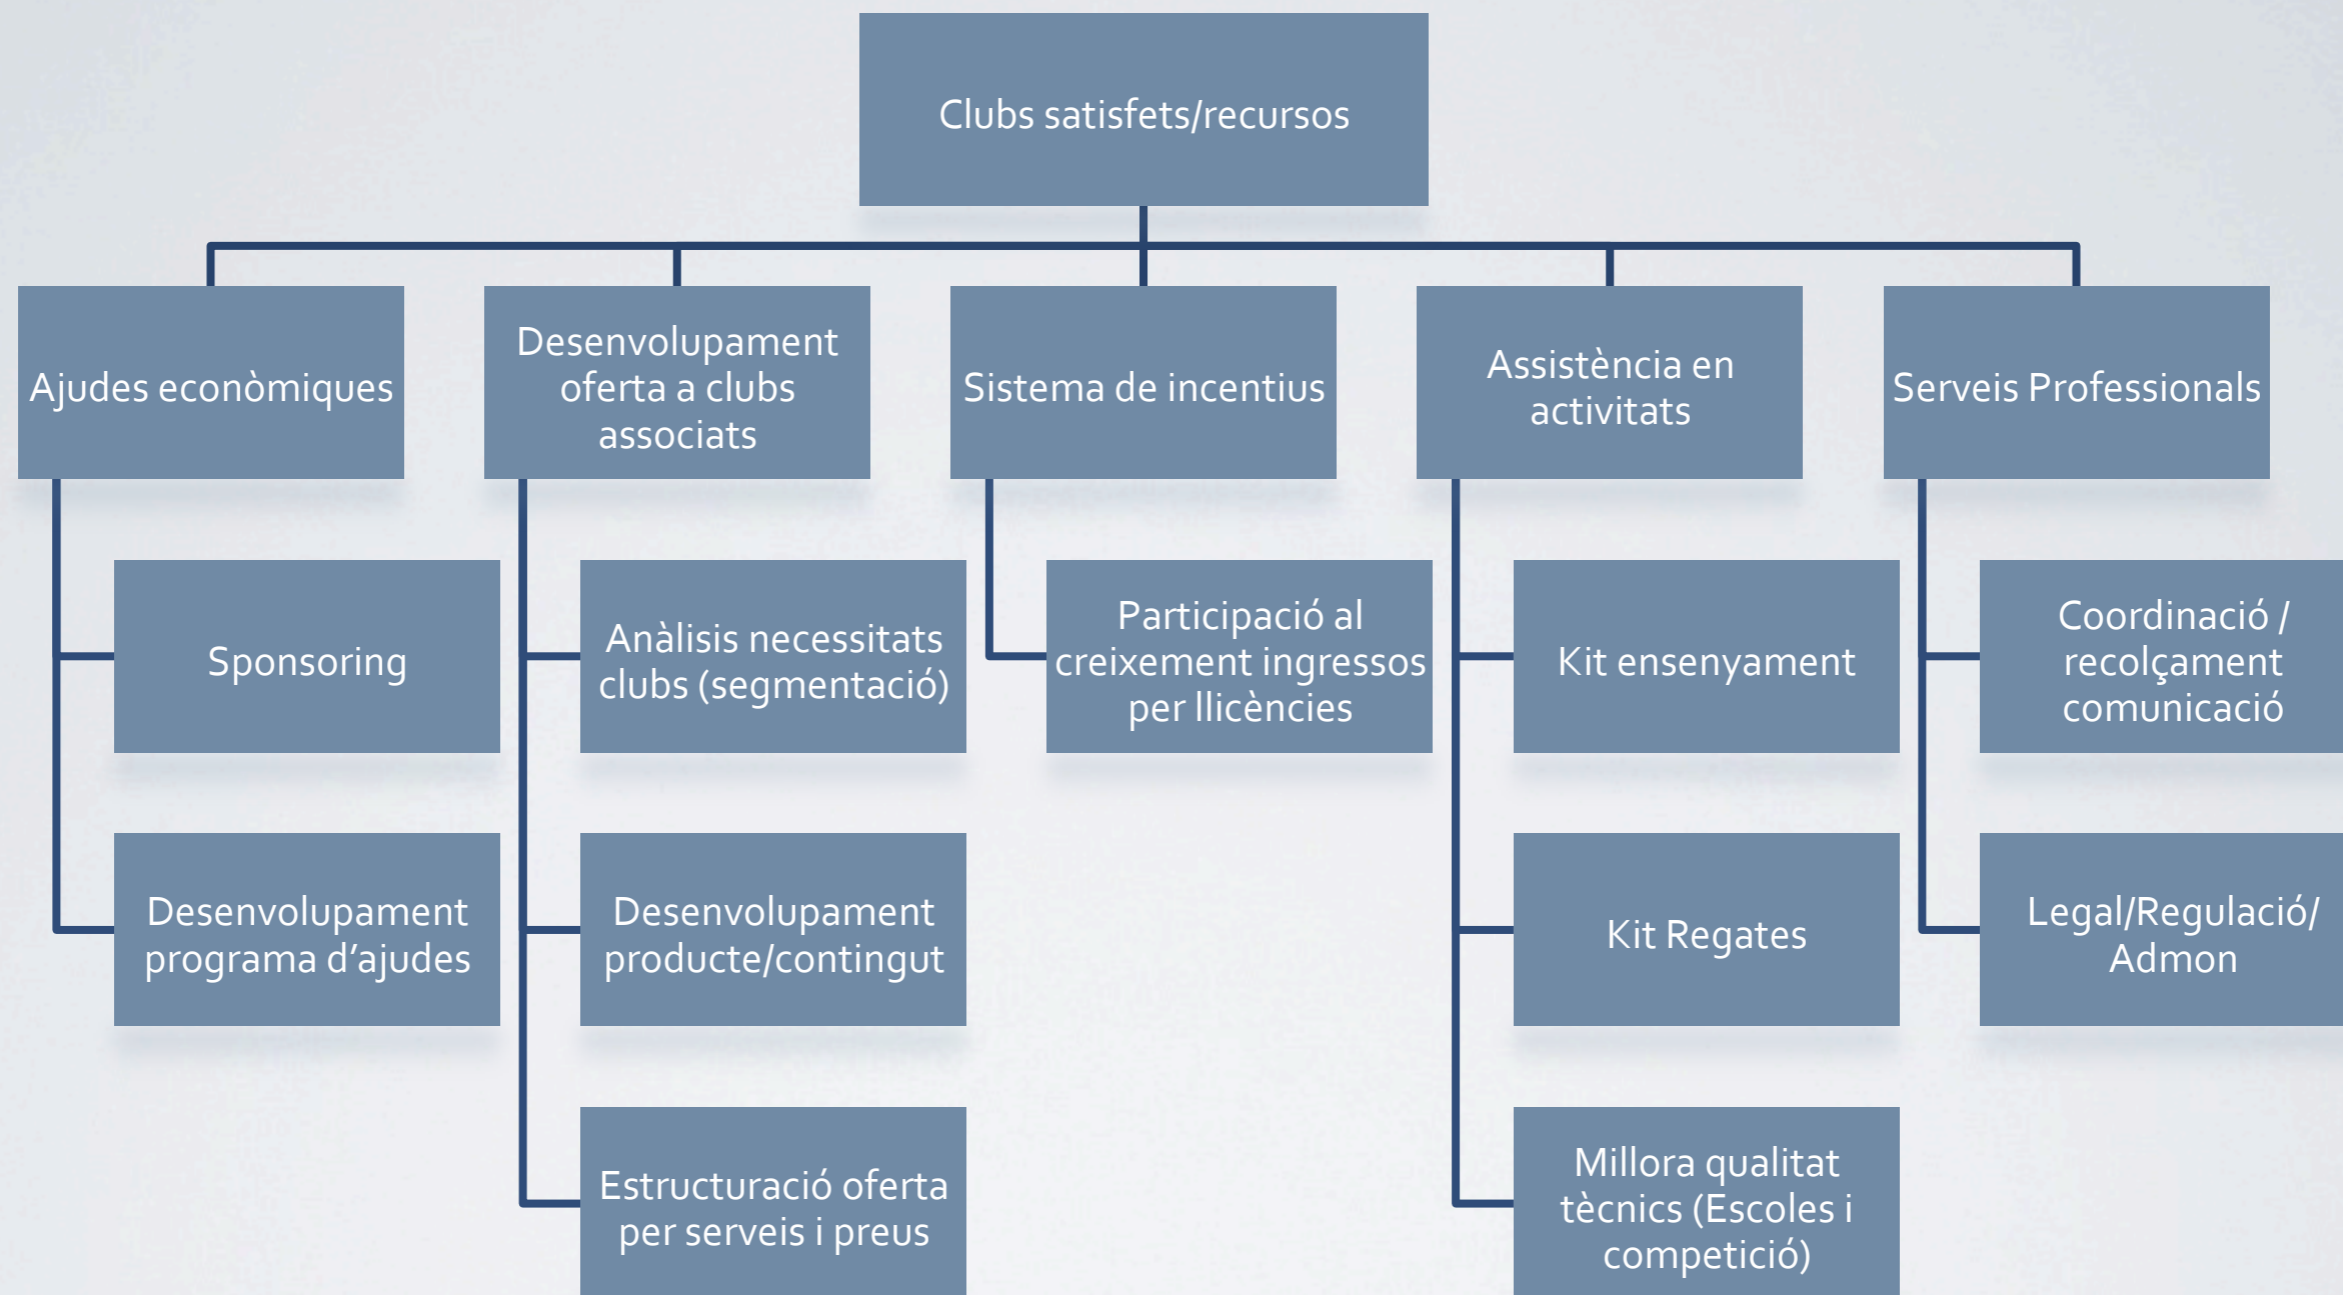 Clubs satisfets/recursos
Ajudes econòmiques
Desenvolupament
oferta a clubs
associats
Sistema de incentius
Assistència en
activitats
Serveis Professionals
Sponsoring
Anàlisis necessitats
clubs (segmentació)
Participació al
creixement ingressos
per llicències
Kit ensenyament
Coordinació /
recolçament
comunicació
Desenvolupament
programa d’ajudes
Desenvolupament
producte/contingut
Kit Regates
Legal/Regulació/
Admon
Estructuració oferta
per serveis i preus
Millora qualitat
tècnics (Escoles i
competició)